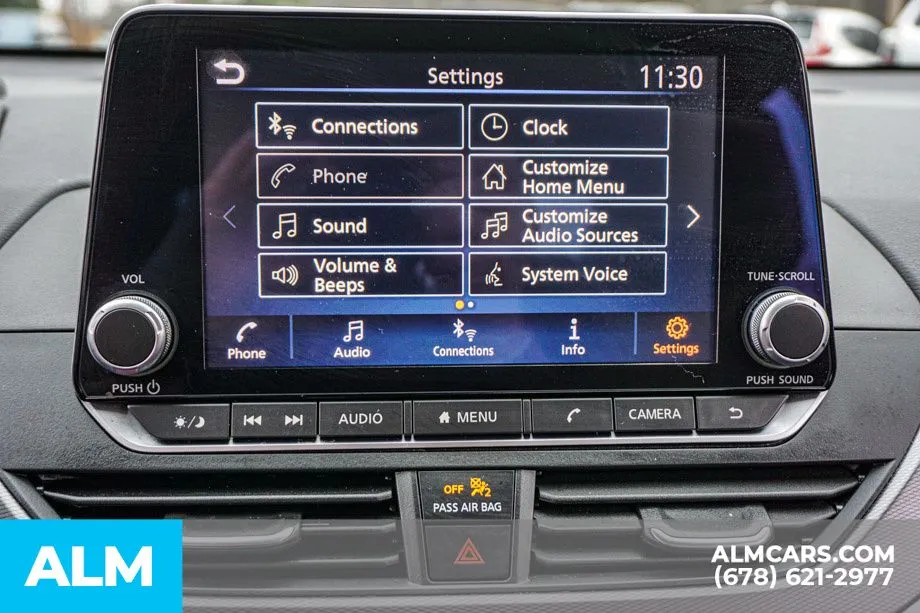 Settings
11:30
Connections
Clock
Phone
Customize
Home Menu
Sound
Customize
Audio Sources
Volume &
Beeps
System Voice
Phone
Audio
Connections
Info
Settings
VOL
PUSH
TUNE·SCROLL
PUSH SOUND
AUDIO
MENU
CAMERA
OFF 2
PASS AIR BAG
ALM
ALMCARS.COM
(678) 621-2977